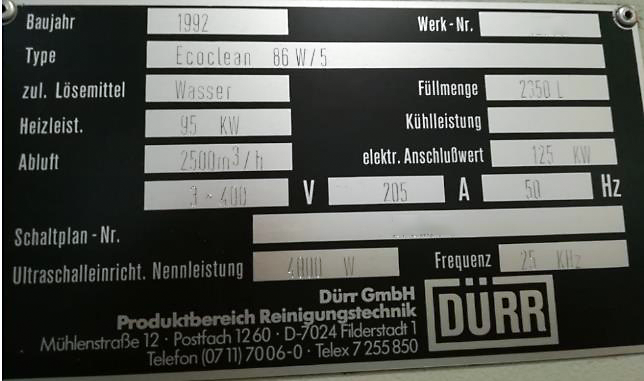 Baujahr 1992 Werk-Nr.
Type Ecoclean 86 W/5
zul. Lösemittel Wasser Füllmenge 2350 L
Heizleist. 95 KW Kühlleistung
Abluft 2500m³/h elektr. Anschlußwert 125 KW
3~400 V 205 A 50 Hz
Schaltplan-Nr.
Ultraschalleinricht. Nennleistung 4000 W Frequenz 25 KHz
Dürr GmbH
Produktbereich Reinigungstechnik
Mühlenstraße 12 · Postfach 1260 · D-7024 Filderstadt 1
Telefon (0711) 7006-0 · Telex 7 255 850
DÜRR